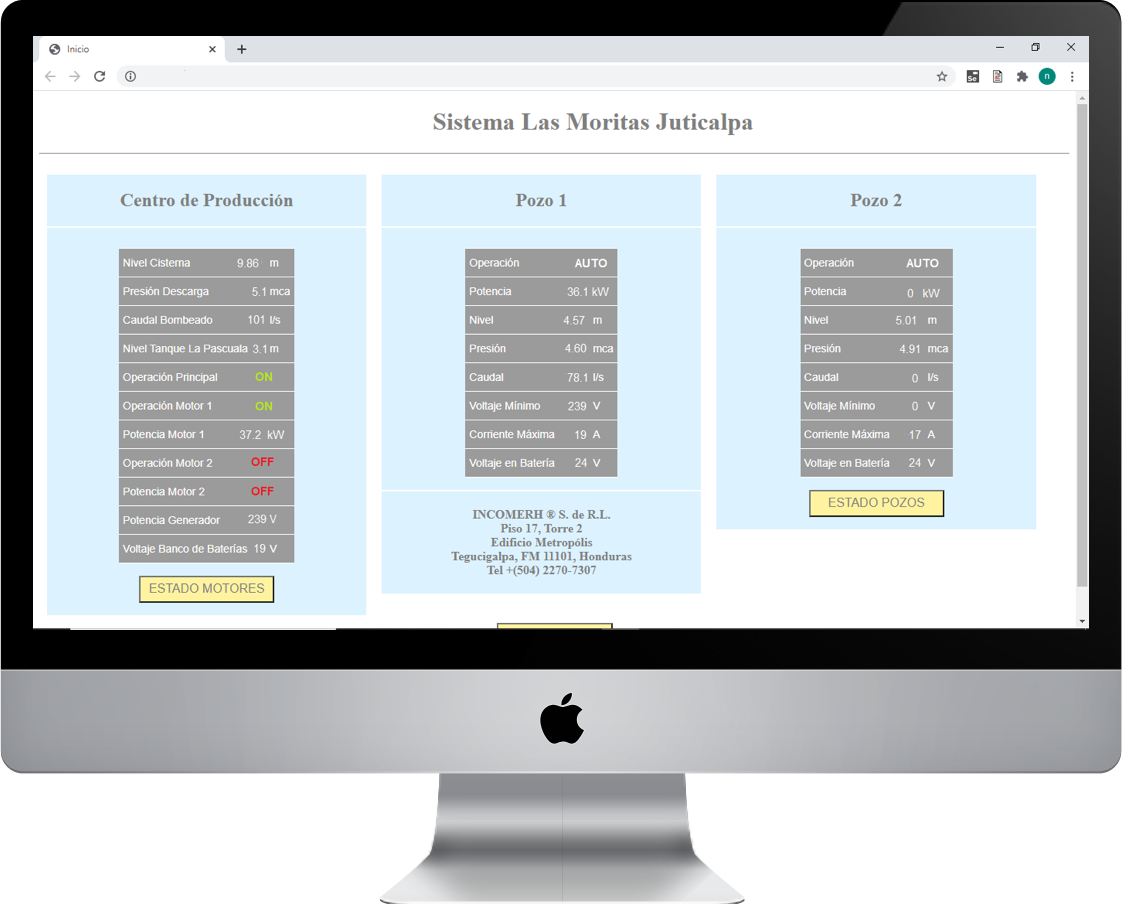 Inicio
Sistema Las Moritas Juticalpa
Centro de Producción
Nivel Cisterna 9.86 m
Presión Descarga 5.1 mca
Caudal Bombeado 101 l/s
Nivel Tanque La Pascuala 3.1 m
Operación Principal ON
Operación Motor 1 ON
Potencia Motor 1 37.2 kW
Operación Motor 2 OFF
Potencia Motor 2 OFF
Potencia Generador 239 V
Voltaje Banco de Baterías 19 V
ESTADO MOTORES
Pozo 1
Operación AUTO
Potencia 36.1 kW
Nivel 4.57 m
Presión 4.60 mca
Caudal 78.1 l/s
Voltaje Mínimo 239 V
Corriente Máxima 19 A
Voltaje en Batería 24 V
INCOMERH ® S. de R.L.
Piso 17, Torre 2
Edificio Metropólis
Tegucigalpa, FM 11101, Honduras
Tel +(504) 2270-7307
Pozo 2
Operación AUTO
Potencia 0 kW
Nivel 5.01 m
Presión 4.91 mca
Caudal 0 l/s
Voltaje Mínimo 0 V
Corriente Máxima 17 A
Voltaje en Batería 24 V
ESTADO POZOS